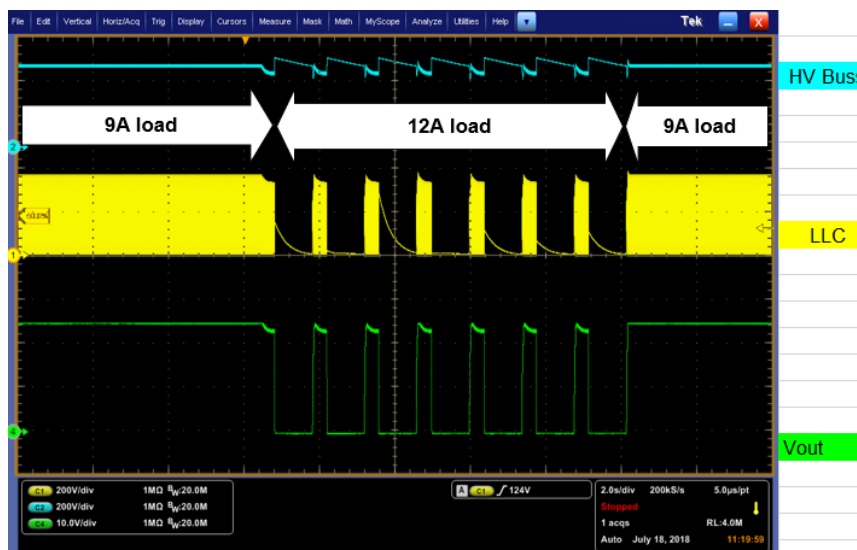 File Edit Vertical Horiz/Acq Trig Display Cursors Measure Mask Math MyScope Analyze Utilities Help Tek X
HV Buss
9A load 12A load 9A load
2
LLC
1
Vout
4
C1 200V/div 1MΩ BW:20.0M
C2 200V/div 1MΩ BW:20.0M
C4 10.0V/div 1MΩ BW:20.0M
A C1 124V
2.0s/div 200kS/s 5.0µs/pt
Stopped
1 acqs RL:4.0M
Auto July 18, 2018 11:19:59